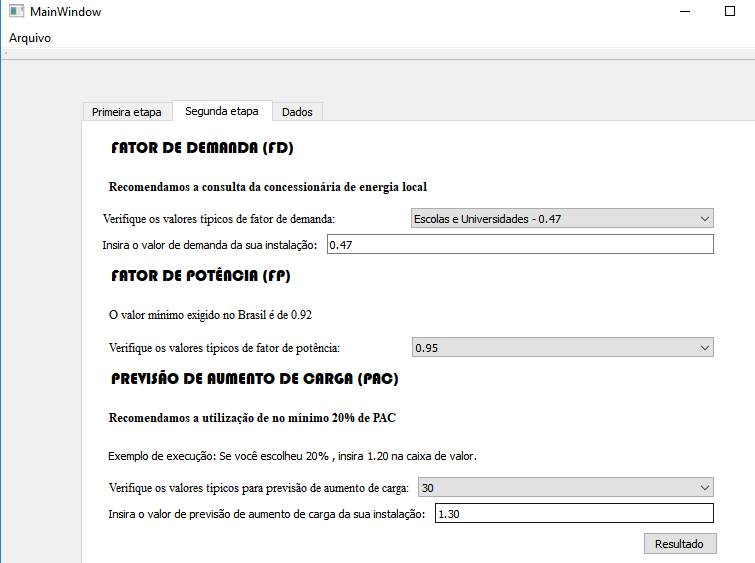 MainWindow
Arquivo
Primeira etapa Segunda etapa Dados
FATOR DE DEMANDA (FD)
Recomendamos a consulta da concessionária de energia local
Verifique os valores típicos de fator de demanda: Escolas e Universidades - 0.47
Insira o valor de demanda da sua instalação: 0.47
FATOR DE POTÊNCIA (FP)
O valor mínimo exigido no Brasil é de 0.92
Verifique os valores típicos de fator de potência: 0.95
PREVISÃO DE AUMENTO DE CARGA (PAC)
Recomendamos a utilização de no mínimo 20% de PAC
Exemplo de execução: Se você escolheu 20% , insira 1.20 na caixa de valor.
Verifique os valores típicos para previsão de aumento de carga: 30
Insira o valor de previsão de aumento de carga da sua instalação: 1.30
Resultado